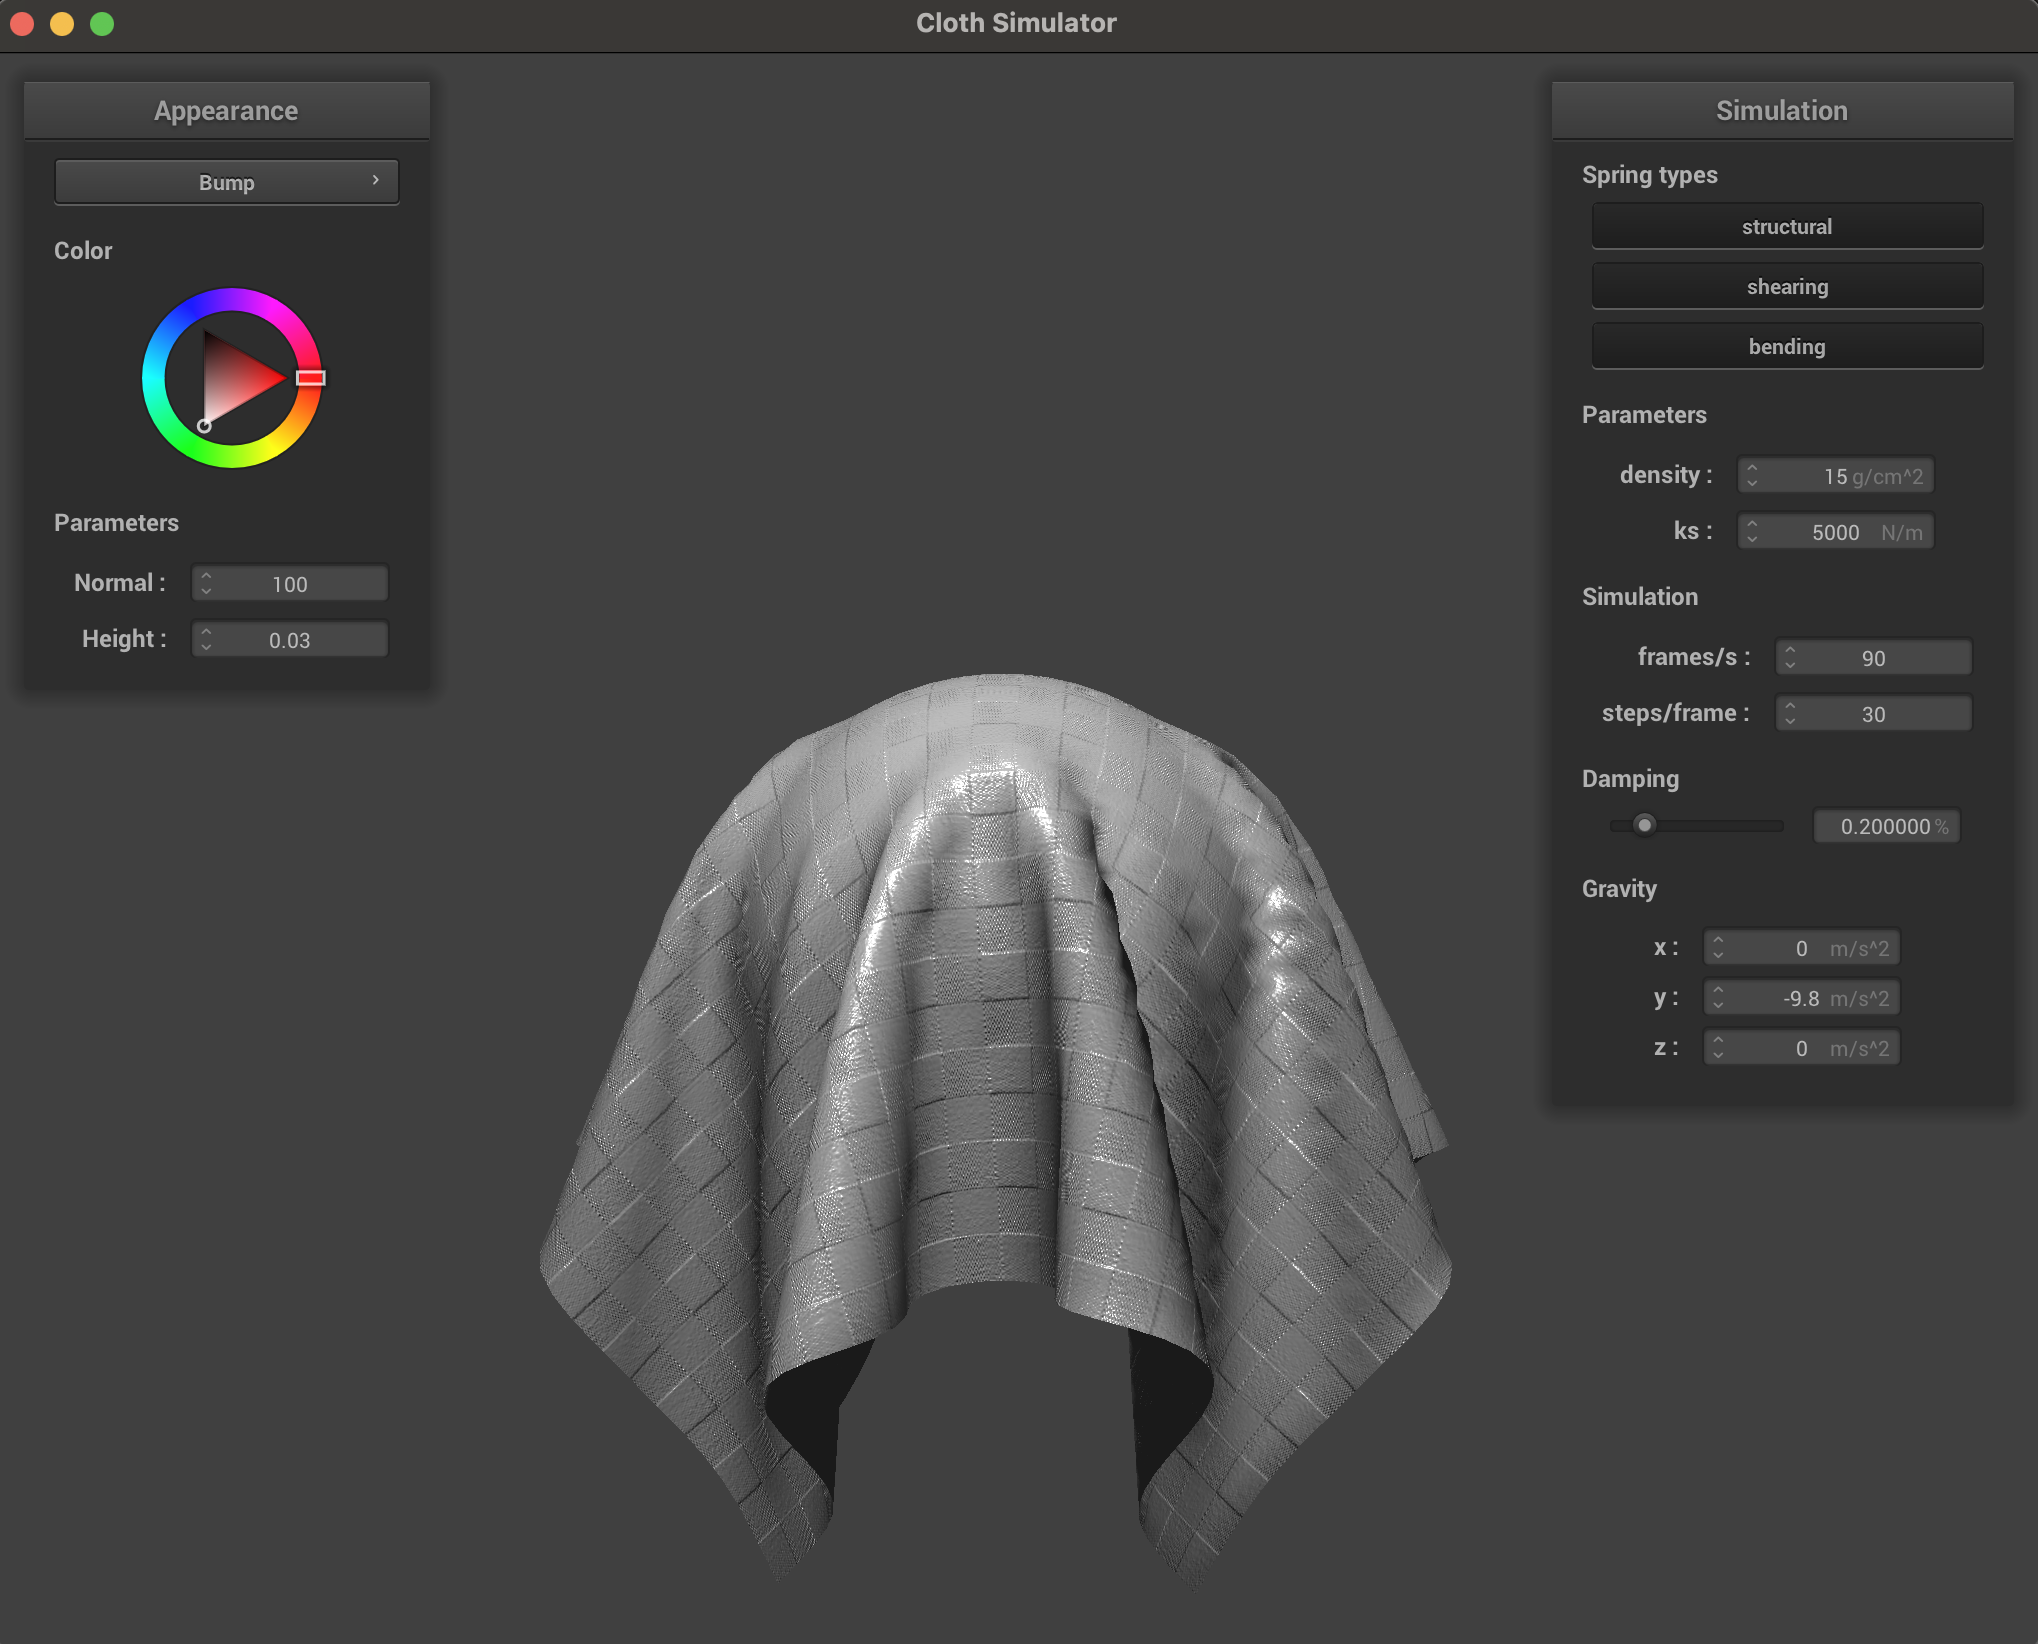 Cloth Simulator
Appearance
Bump
Color
Parameters
Normal : 100
Height : 0.03
Simulation
Spring types
structural
shearing
bending
Parameters
density : 15 g/cm^2
ks : 5000 N/m
Simulation
frames/s : 90
steps/frame : 30
Damping
0.200000 %
Gravity
x : 0 m/s^2
y : -9.8 m/s^2
z : 0 m/s^2